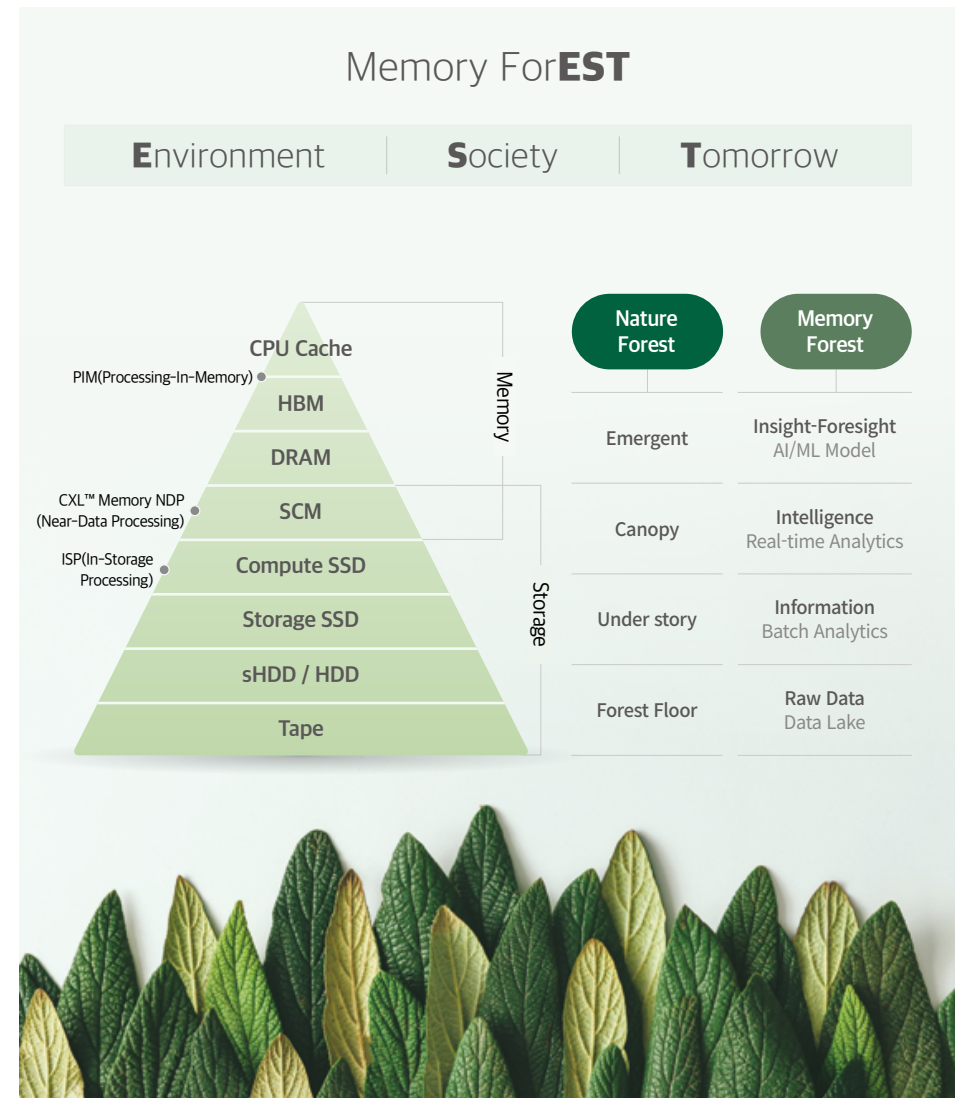 Memory ForEST
Environment
Society
Tomorrow
CPU Cache
PIM(Processing-In-Memory)
HBM
DRAM
CXL™ Memory NDP
(Near-Data Processing)
SCM
ISP(In-Storage
Processing)
Compute SSD
Storage SSD
sHDD / HDD
Tape
Memory
Storage
Nature
Forest
Memory
Forest
Emergent
Insight-Foresight
AI/ML Model
Canopy
Intelligence
Real-time Analytics
Under story
Information
Batch Analytics
Forest Floor
Raw Data
Data Lake